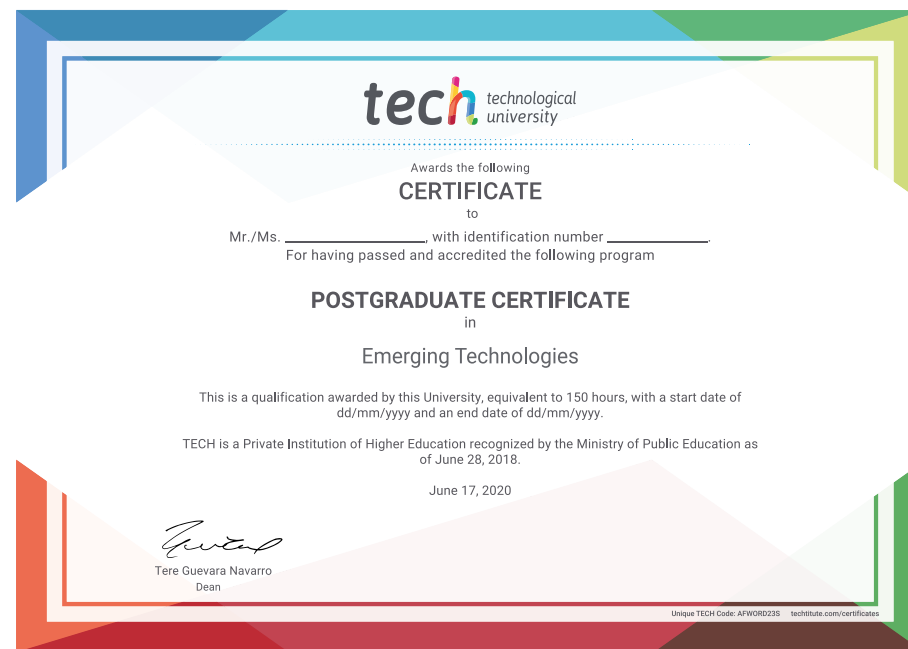 tech technological
university
Awards the following
CERTIFICATE
to
Mr./Ms. ____________, with identification number ____________.
For having passed and accredited the following program
POSTGRADUATE CERTIFICATE
in
Emerging Technologies
This is a qualification awarded by this University, equivalent to 150 hours, with a start date of
dd/mm/yyyy and an end date of dd/mm/yyyy.
TECH is a Private Institution of Higher Education recognized by the Ministry of Public Education as
of June 28, 2018.
June 17, 2020
Tere Guevara Navarro
Dean
Unique TECH Code: AFWORD23S techtitute.com/certificates